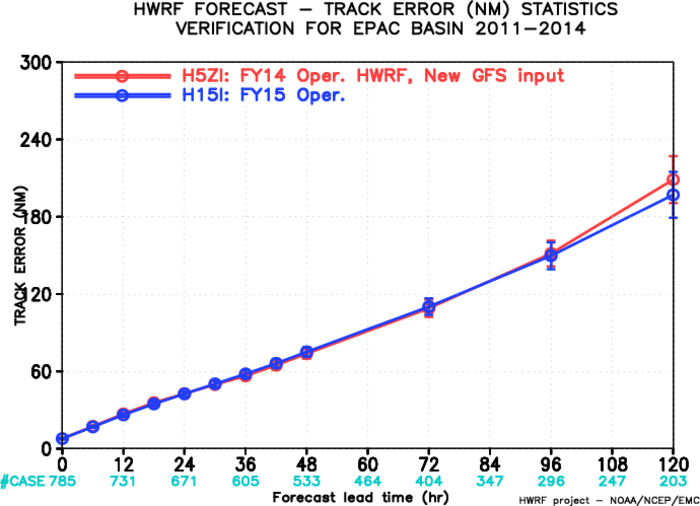 HWRF FORECAST – TRACK ERROR (NM) STATISTICS
VERIFICATION FOR EPAC BASIN 2011–2014
H5ZI: FY14 Oper. HWRF, New GFS input
H15I: FY15 Oper.
TRACK ERROR (NM)
300
240
180
120
60
0
0 12 24 36 48 60 72 84 96 108 120
#CASE 785 731 671 605 533 464 404 347 296 247 203
Forecast lead time (hr)
HWRF project – NOAA/NCEP/EMC